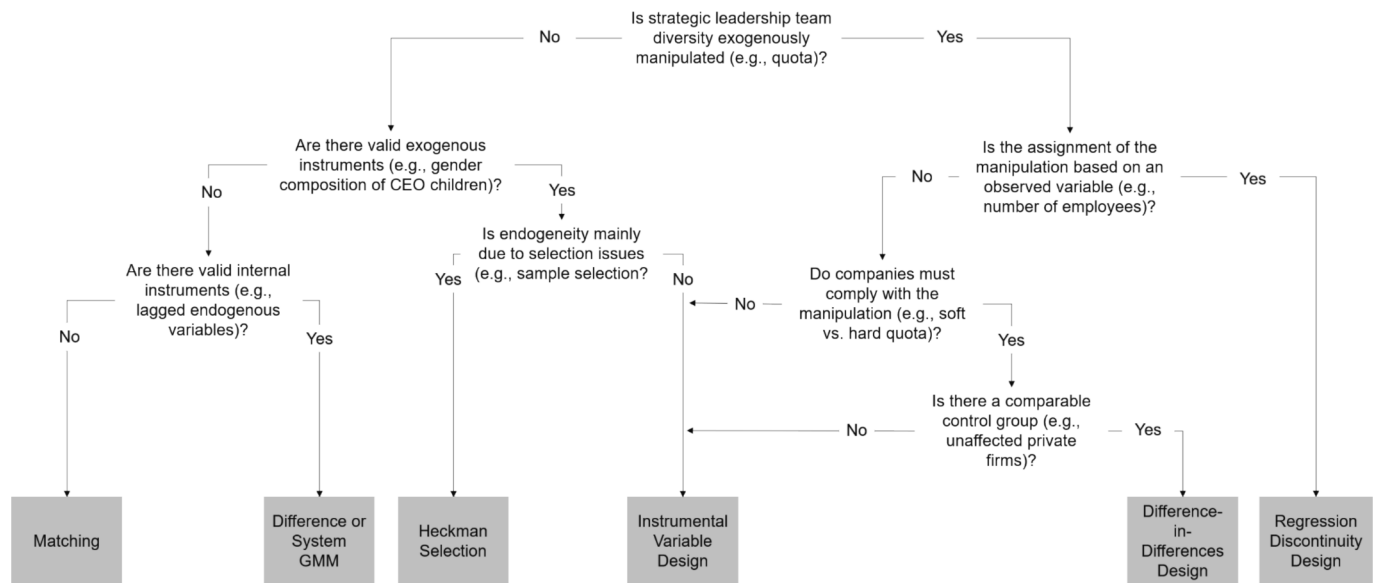 Is strategic leadership team
diversity exogenously
manipulated (e.g., quota)?
No
Yes
Are there valid exogenous
instruments (e.g., gender
composition of CEO children)?
No
Yes
Is the assignment of the
manipulation based on an
observed variable (e.g.,
number of employees)?
No
Yes
Is endogeneity mainly
due to selection issues
(e.g., sample selection?
Yes
No
Are there valid internal
instruments (e.g.,
lagged endogenous
variables)?
No
Yes
Do companies must
comply with the
manipulation (e.g., soft
vs. hard quota)?
No
Yes
Is there a comparable
control group (e.g.,
unaffected private
firms)?
No
Yes
Matching
Difference or
System
GMM
Heckman
Selection
Instrumental
Variable
Design
Difference-
in-
Differences
Design
Regression
Discontinuity
Design